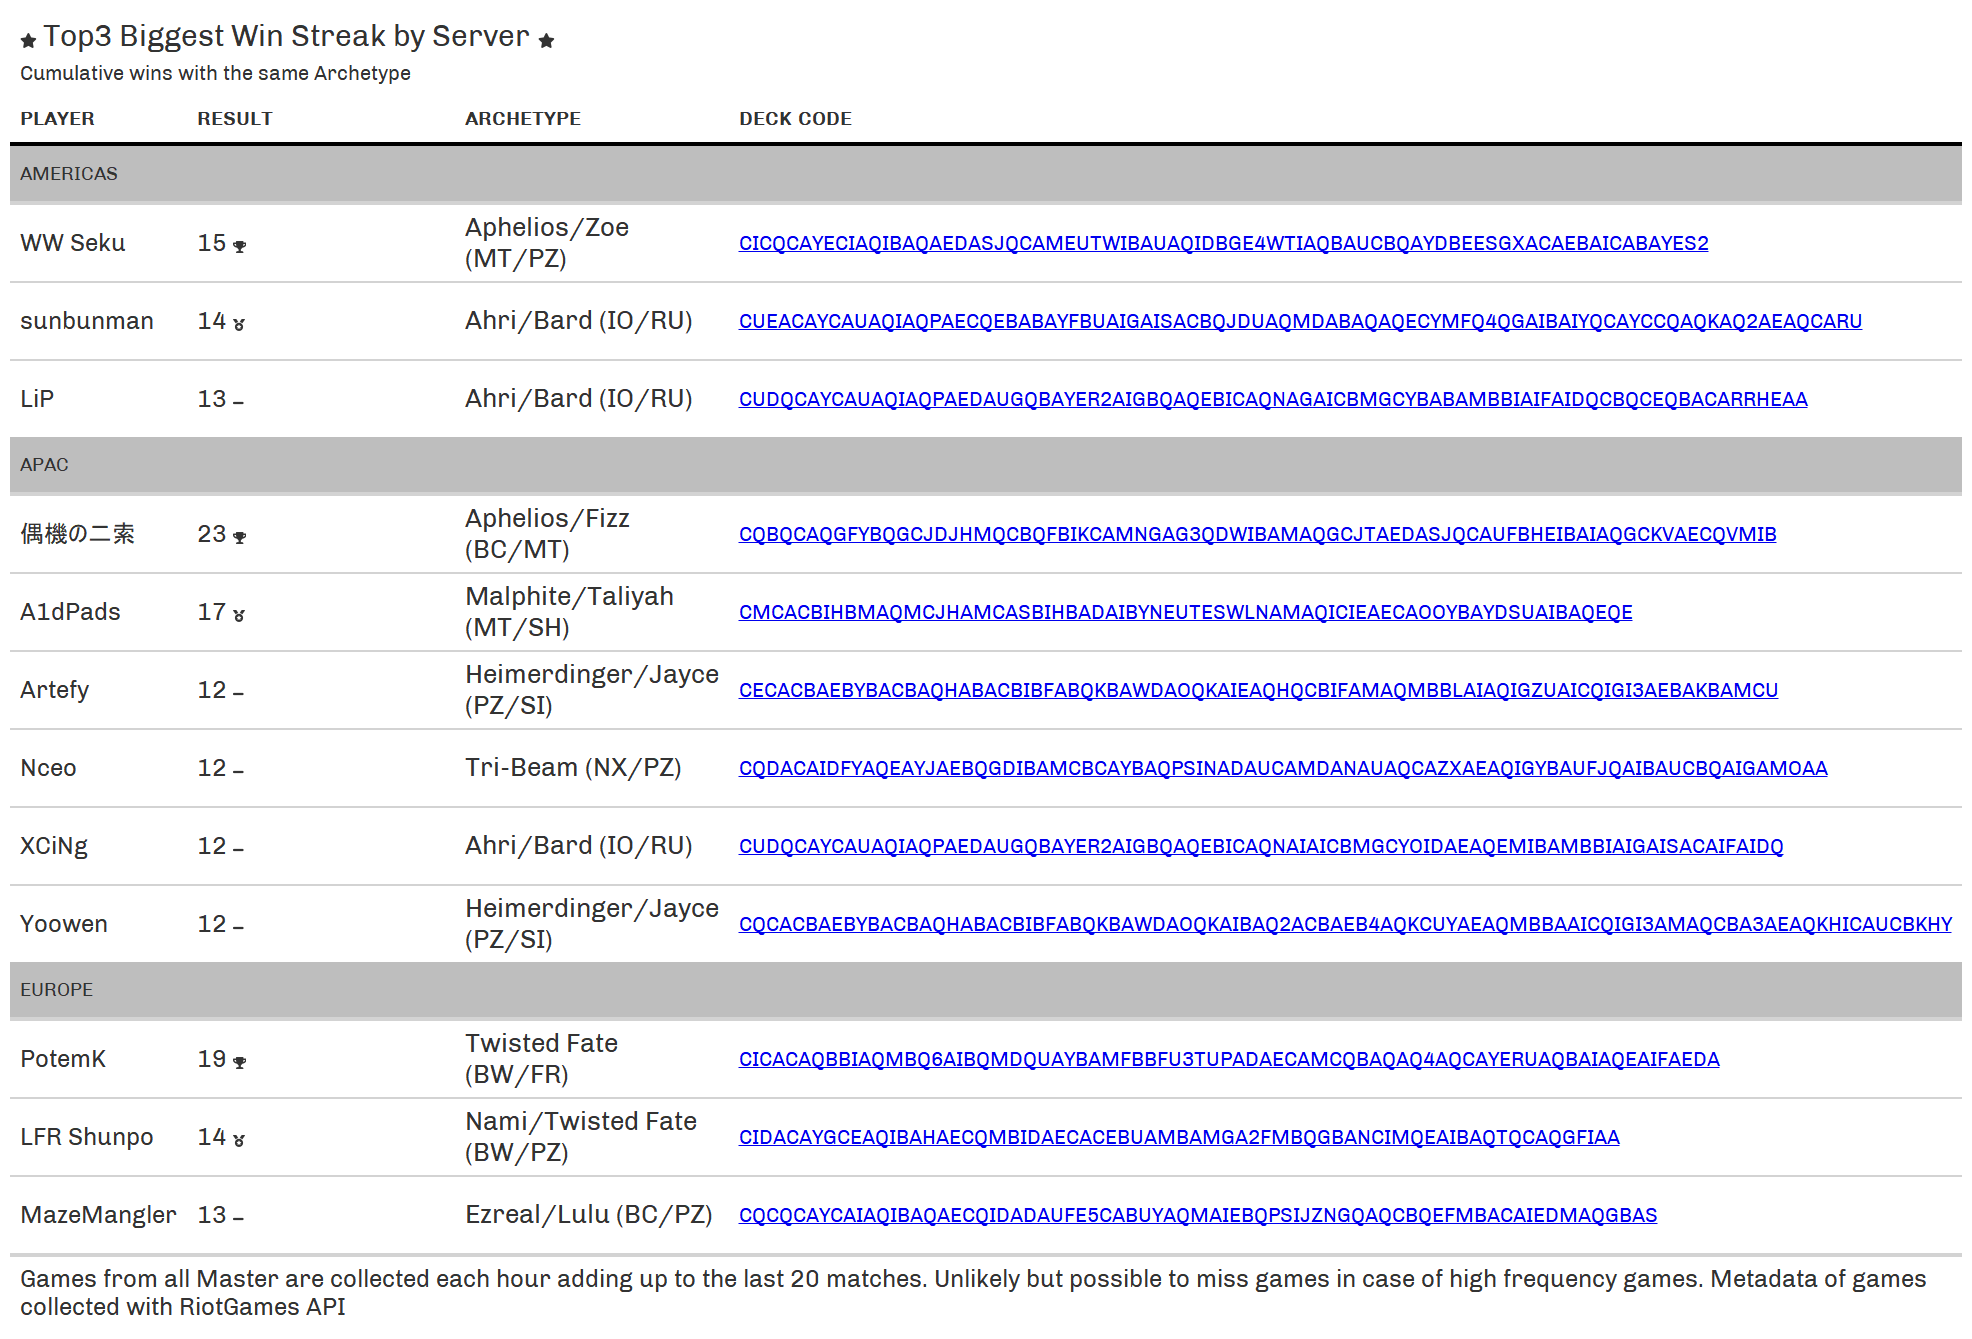 ★ Top3 Biggest Win Streak by Server ★
Cumulative wins with the same Archetype
PLAYER RESULT ARCHETYPE DECK CODE
AMERICAS
WW Seku 15 Aphelios/Zoe (MT/PZ) CICQCAYECIAQIBAQAEDASJQCAMEUTWIBAUAQIDBGE4WTIAQBAUCBQAYDBEESGXACAEBAICABAYES2
sunbunman 14 Ahri/Bard (IO/RU) CUEACAYCAUAQIAQPAECQEBABAYFBUAIGAISACBQJDUAQMDABAQAQECYMFQ4QGAIBAIYQCAYCCQAQKAQ2AEAQCARU
LiP 13 – Ahri/Bard (IO/RU) CUDQCAYCAUAQIAQPAEDAUGQBAYER2AIGBQAQEBICAQNAGAICBMGCYBABAMBBIAIFAIDQCBQCEQBACARRHEAA
APAC
偶機の二索 23 Aphelios/Fizz (BC/MT) CQBQCAQGFYBQGCJDJHMQCBQFBIKCAMNGAG3QDWIBAMAQGCJTAEDASJQCAUFBHEIBAIAQGCKVAECQVMIB
A1dPads 17 Malphite/Taliyah (MT/SH) CMCACBIHBMAQMCJHAMCASBIHBADAIBYNEUTESWLNAMAQICIEAECAOOYBAYDSUAIBAQEQE
Artefy 12 – Heimerdinger/Jayce (PZ/SI) CECACBAEBYBACBAQHABACBIBFABQKBAWDAOQKAIEAQHQCBIFAMAQMBBLAIAQIGZUAICQIGI3AEBAKBAMCU
Nceo 12 – Tri-Beam (NX/PZ) CQDACAIDFYAQEAYJAEBQGDIBAMCBCAYBAQPSINADAUCAMDANAUAQCAZXAEAQIGYBAUFJQAIBAUCBQAIGAMOAA
XCiNg 12 – Ahri/Bard (IO/RU) CUDQCAYCAUAQIAQPAEDAUGQBAYER2AIGBQAQEBICAQNAIAICBMGCYOIDAEAQEMIBAMBBIAIGAISACAIFAIDQ
Yoowen 12 – Heimerdinger/Jayce (PZ/SI) CQCACBAEBYBACBAQHABACBIBFABQKBAWDAOQKAIBAQ2ACBAEB4AQKCUYAEAQMBBAAICQIGI3AMAQCBA3AEAQKHICAUCBKHY
EUROPE
PotemK 19 Twisted Fate (BW/FR) CICACAQBBIAQMBQ6AIBQMDQUAYBAMFBBFU3TUPADAECAMCQBAQAQ4AQCAYERUAQBAIAQEAIFAEDA
LFR Shunpo 14 Nami/Twisted Fate (BW/PZ) CIDACAYGCEAQIBAHAECQMBIDAECACEBUAMBAMGA2FMBQGBANCIMQEAIBAQTQCAQGFIAA
MazeMangler 13 – Ezreal/Lulu (BC/PZ) CQCQCAYCAIAQIBAQAECQIDADAUFE5CABUYAQMAIEBQPSIJZNGQAQCBQEFMBACAIEDMAQGBAS
Games from all Master are collected each hour adding up to the last 20 matches. Unlikely but possible to miss games in case of high frequency games. Metadata of games
collected with RiotGames API